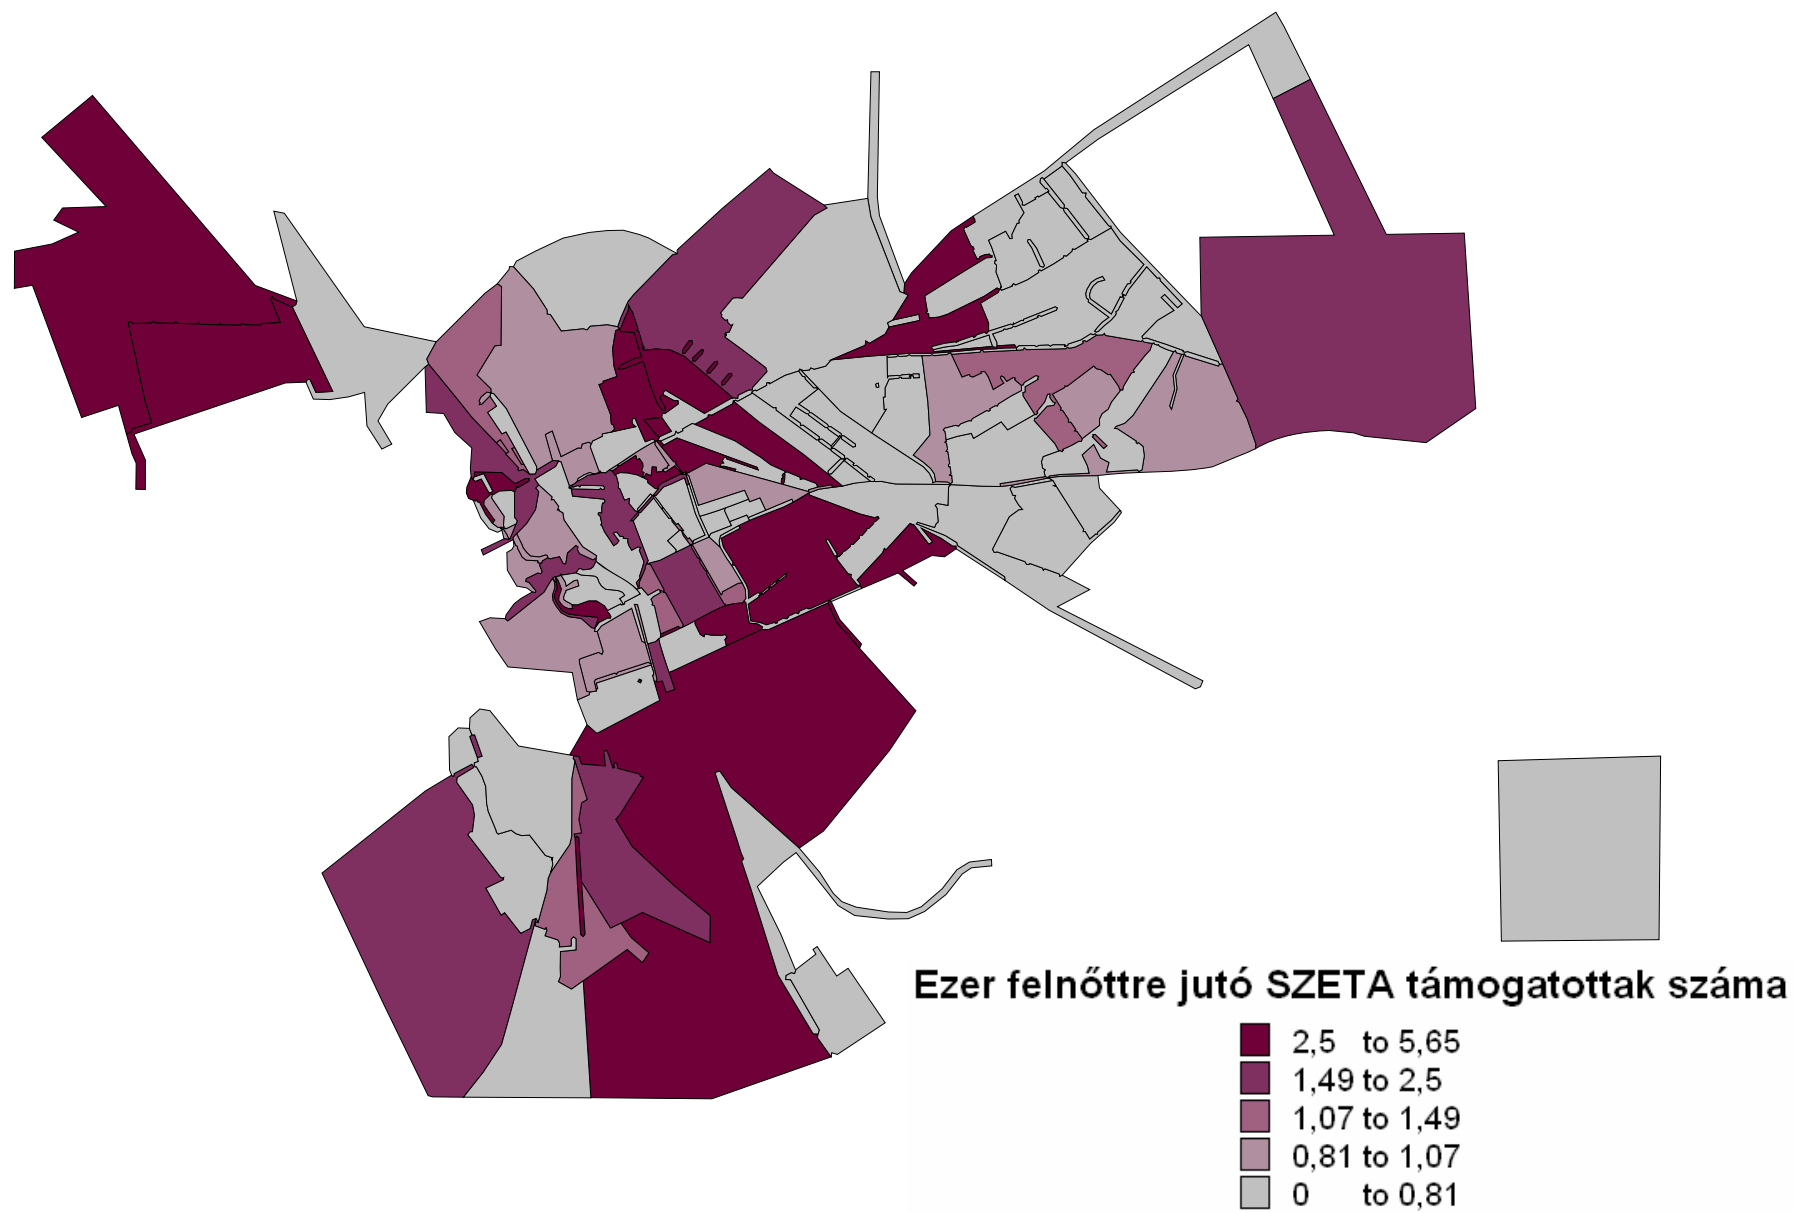 Ezer felnőttre jutó SZETA támogatottak száma
2,5 to 5,65
1,49 to 2,5
1,07 to 1,49
0,81 to 1,07
0 to 0,81